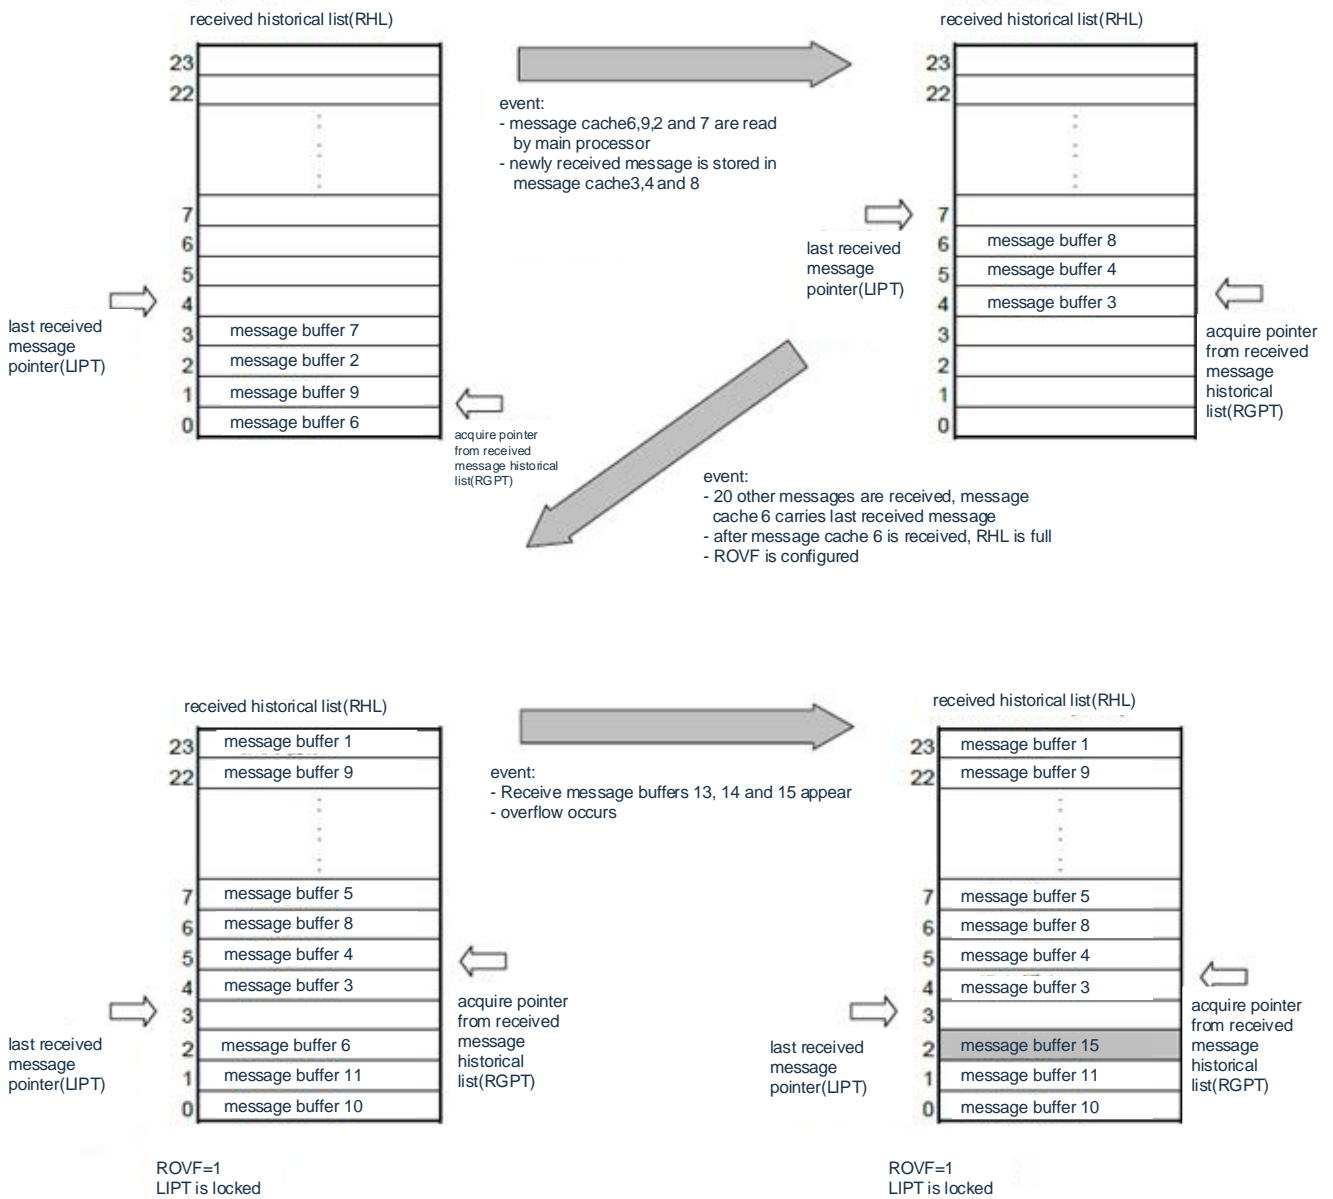 received historical list(RHL)
23
22
7
6
5
4
3 message buffer 7
2 message buffer 2
1 message buffer 9
0 message buffer 6
last received
message
pointer(LIPT)
acquire pointer
from received
message historical
list(RGPT)
event:
- message cache6,9,2 and 7 are read
by main processor
- newly received message is stored in
message cache3,4 and 8
received historical list(RHL)
23
22
7
6 message buffer 8
5 message buffer 4
4 message buffer 3
3
2
1
0
last received
message
pointer(LIPT)
acquire pointer
from received
message
historical
list(RGPT)
event:
- 20 other messages are received, message
cache 6 carries last received message
- after message cache 6 is received, RHL is full
- ROVF is configured
received historical list(RHL)
23 message buffer 1
22 message buffer 9
7 message buffer 5
6 message buffer 8
5 message buffer 4
4 message buffer 3
3
2 message buffer 6
1 message buffer 11
0 message buffer 10
last received
message
pointer(LIPT)
acquire pointer
from received
message
historical
list(RGPT)
ROVF=1
LIPT is locked
event:
- Receive message buffers 13, 14 and 15 appear
- overflow occurs
received historical list(RHL)
23 message buffer 1
22 message buffer 9
7 message buffer 5
6 message buffer 8
5 message buffer 4
4 message buffer 3
3
2 message buffer 15
1 message buffer 11
0 message buffer 10
last received
message
pointer(LIPT)
acquire pointer
from received
message
historical
list(RGPT)
ROVF=1
LIPT is locked